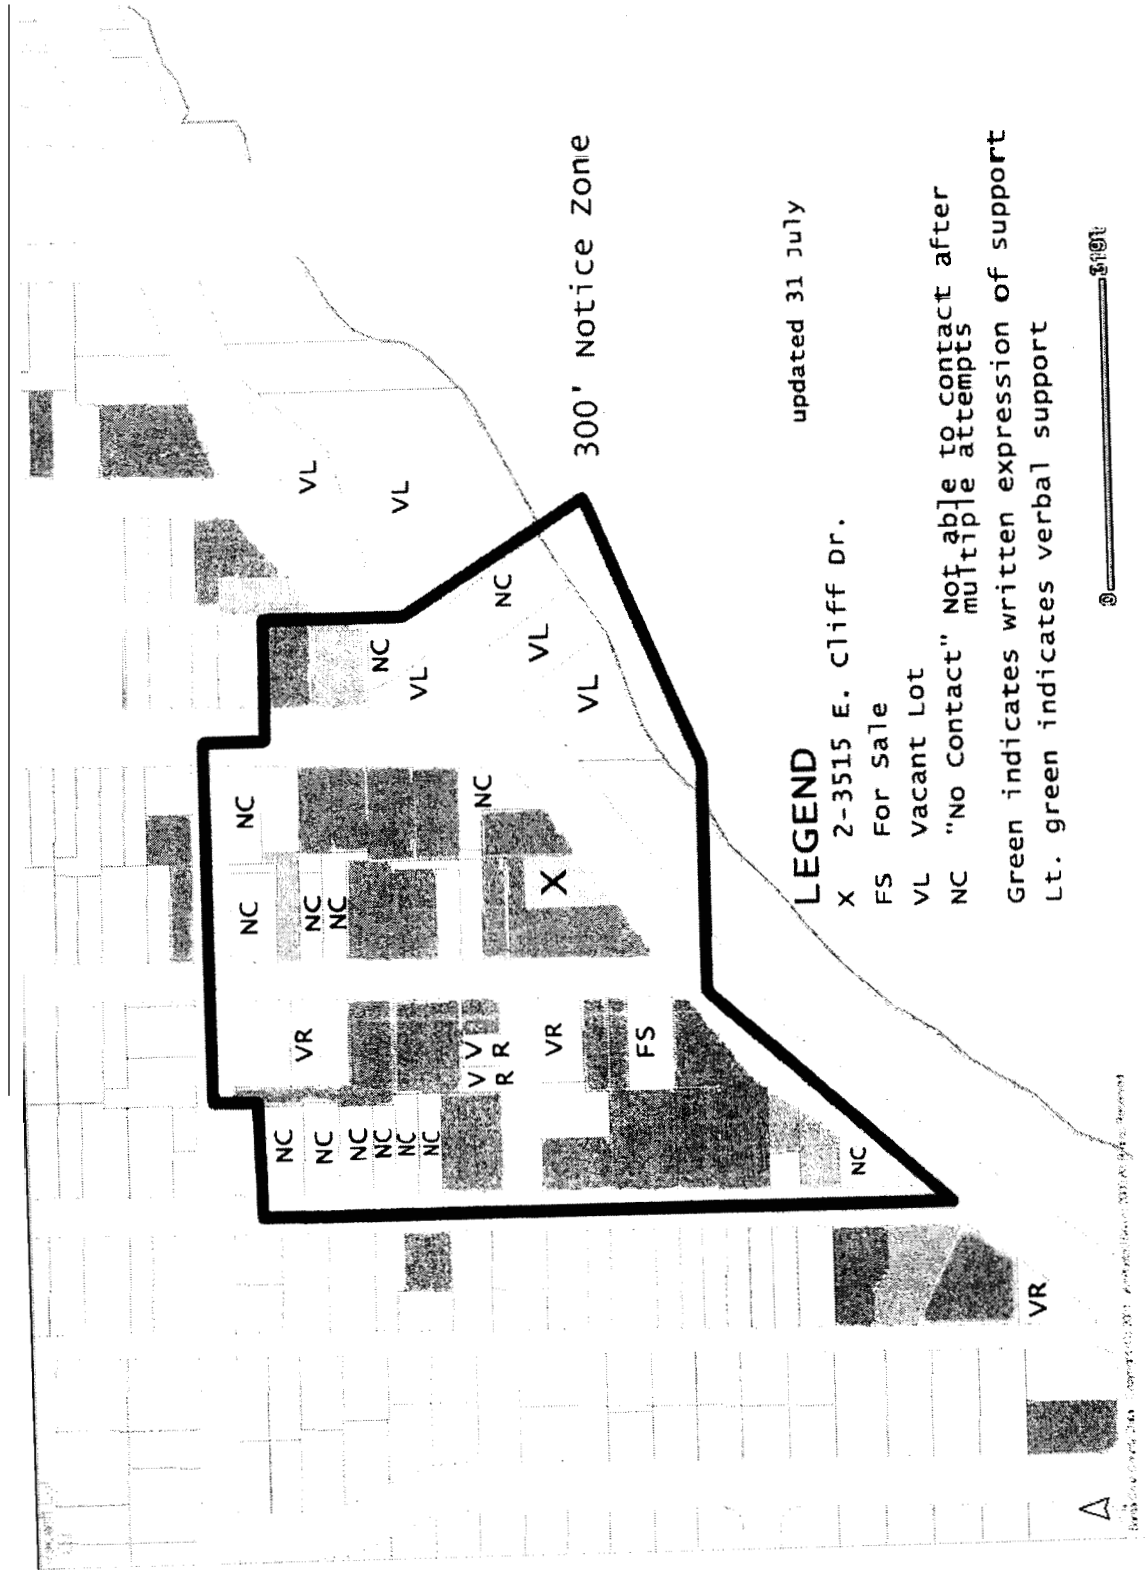 NC
NC
NC
VR
VL
NC
NC
NC
NC
NC
NC
VL
NC
VL
NC
V V
R R
NC
NC
VL
VR
X
300' Notice Zone
VL
FS
updated 31 July
LEGEND
X 2-3515 E. Cliff Dr.
FS For Sale
VL Vacant Lot
NC "No Contact" Not able to contact after
multiple attempts
Green indicates written expression of support
Lt. green indicates verbal support
NC
VR
0